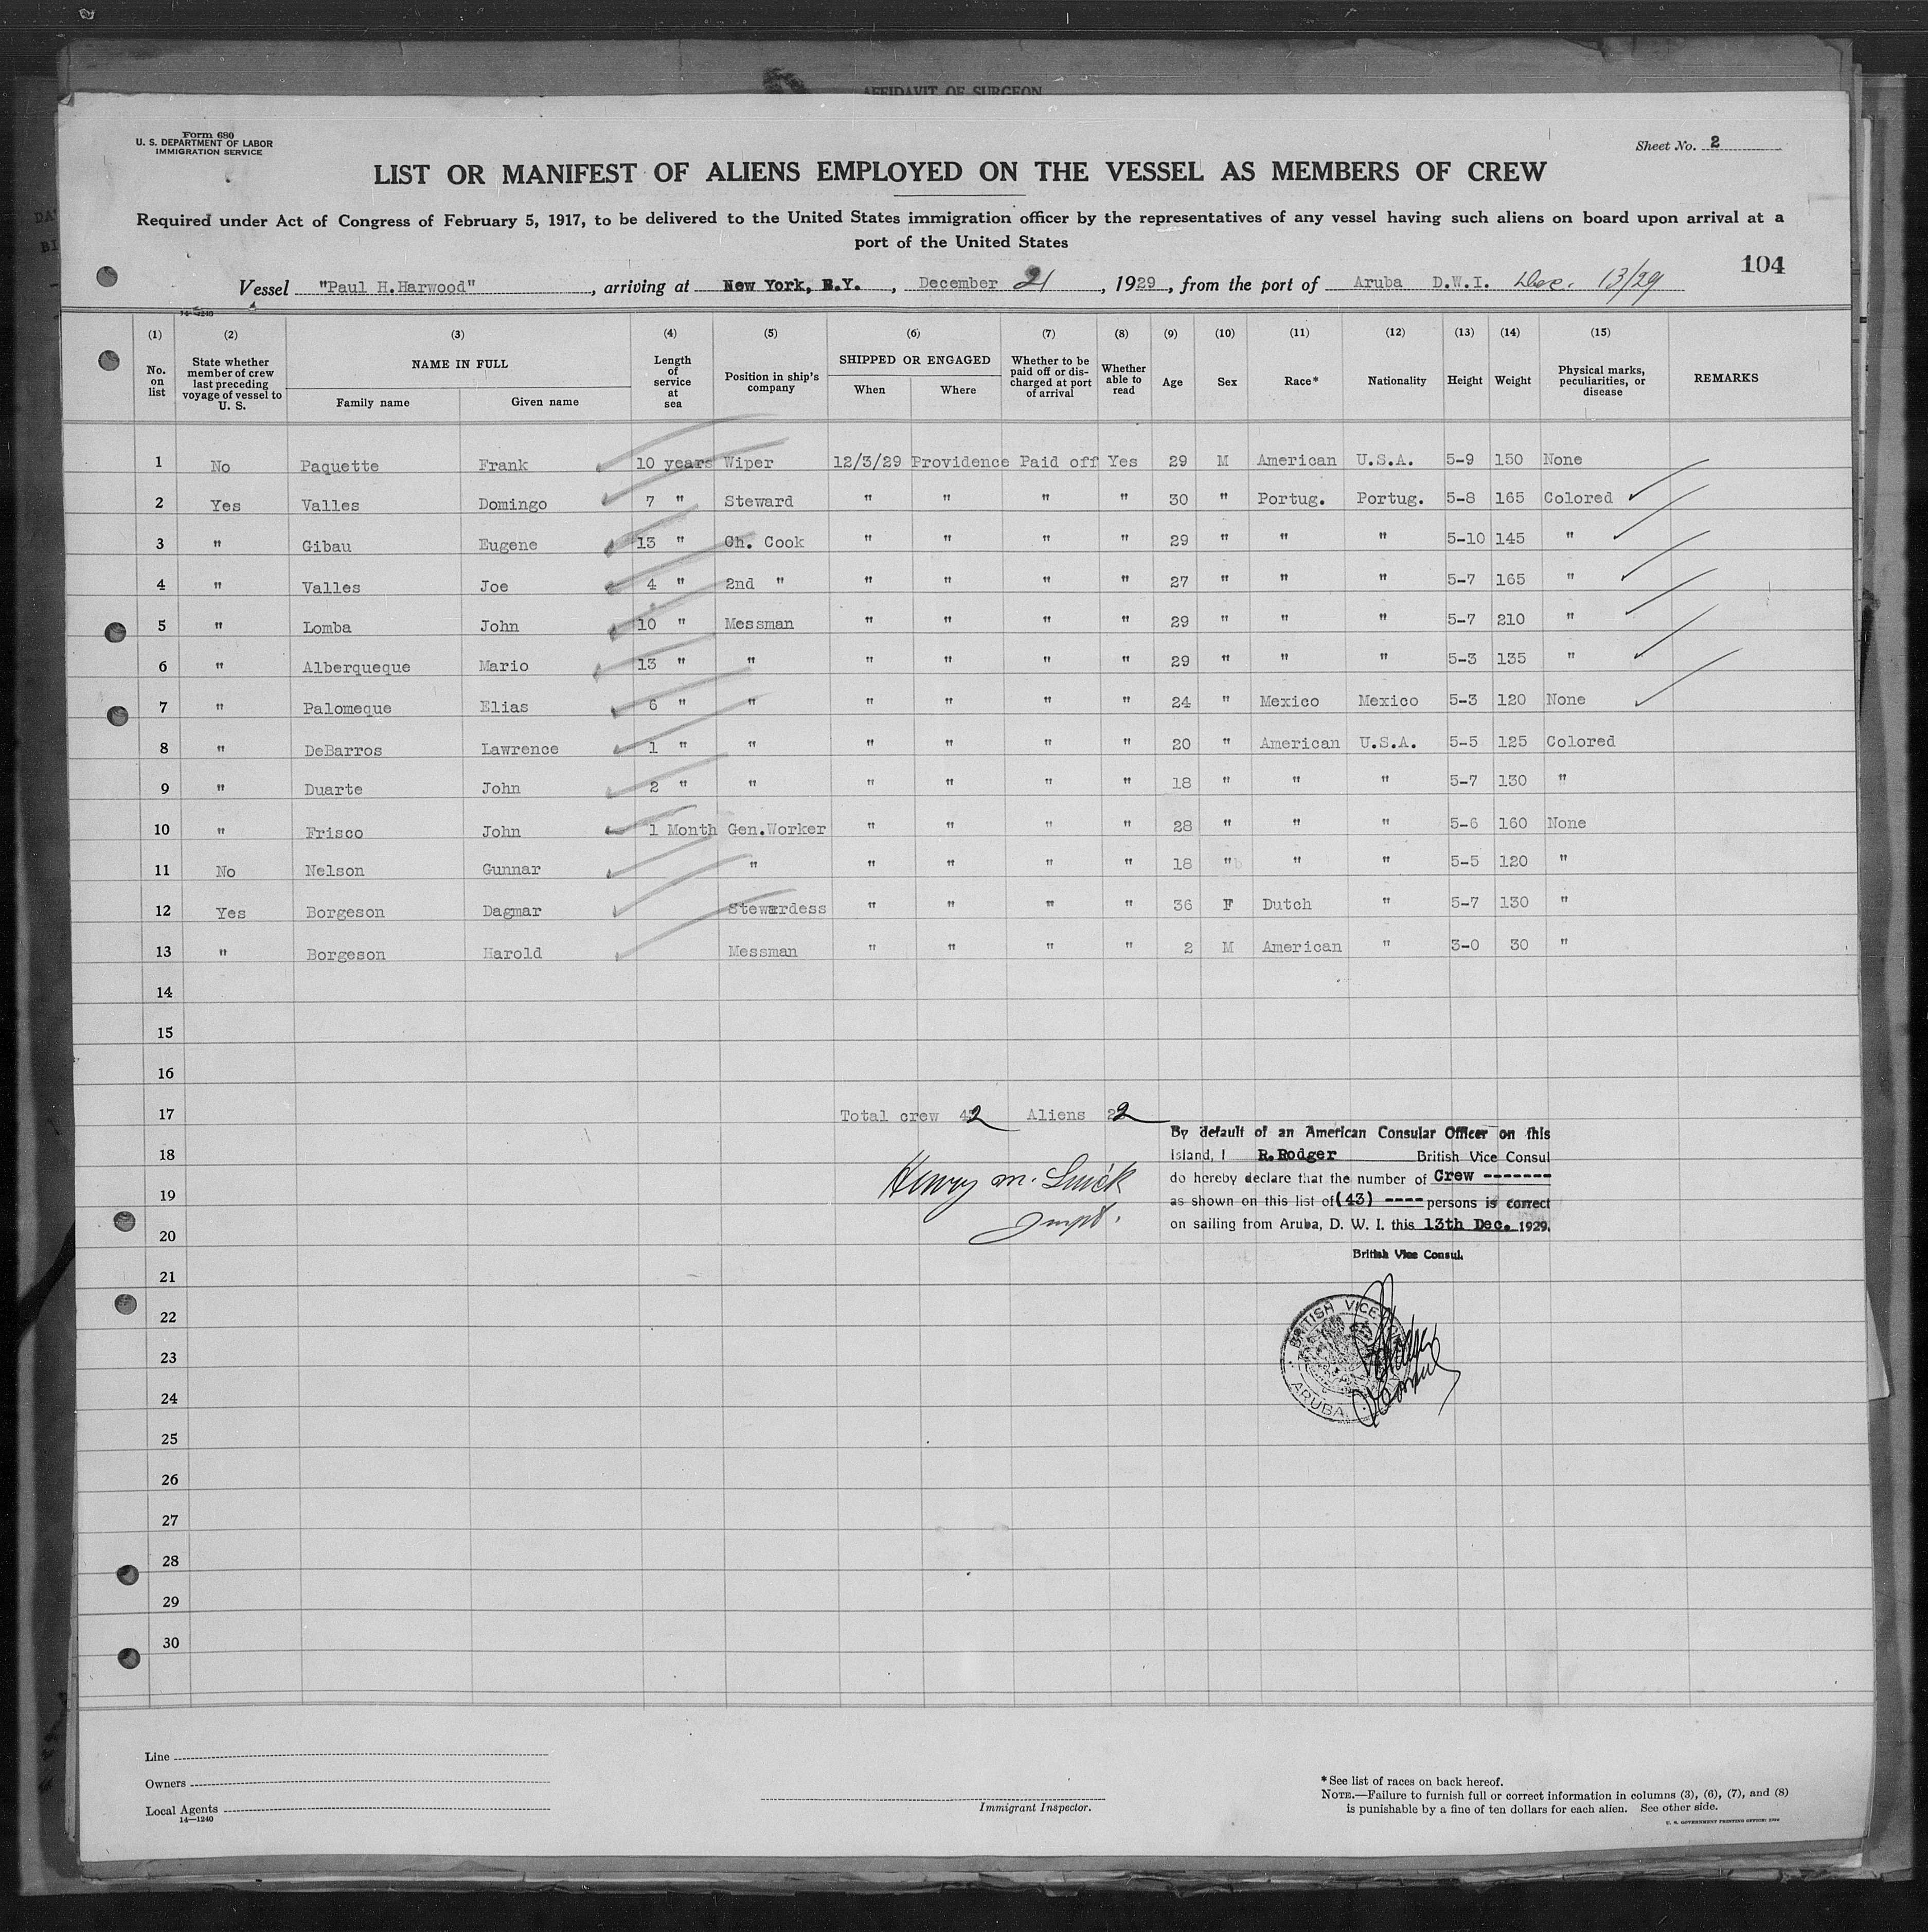 AFFIDAVIT OF SURGEON
Form 680
U. S. DEPARTMENT OF LABOR
IMMIGRATION SERVICE
Sheet No. 2
LIST OR MANIFEST OF ALIENS EMPLOYED ON THE VESSEL AS MEMBERS OF CREW
Required under Act of Congress of February 5, 1917, to be delivered to the United States immigration officer by the representatives of any vessel having such aliens on board upon arrival at a
port of the United States
104
Vessel "Paul H.Harwood", arriving at New York, N.Y., December 21, 1929, from the port of Aruba D.W.I. Dec. 13/29
14-1240
(1) (2) (3) (4) (5) (6) (7) (8) (9) (10) (11) (12) (13) (14) (15)
No. on list
State whether member of crew last preceding voyage of vessel to U. S.
NAME IN FULL
Family name
Given name
Length of service at sea
Position in ship's company
SHIPPED OR ENGAGED
When
Where
Whether to be paid off or discharged at port of arrival
Whether able to read
Age
Sex
Race*
Nationality
Height
Weight
Physical marks, peculiarities, or disease
REMARKS
1 No Paquette Frank 10 years Wiper 12/3/29 Providence Paid off Yes 29 M American U.S.A. 5-9 150 None
2 Yes Valles Domingo 7 " Steward " " " " 30 " Portug. Portug. 5-8 165 Colored
3 " Gibau Eugene 13 " Ch. Cook " " " " 29 " " " 5-10 145 "
4 " Valles Joe 4 " 2nd " " " " " 27 " " " 5-7 165 "
5 " Lomba John 10 " Messman " " " " 29 " " " 5-7 210 "
6 " Alberqueque Mario 13 " " " " " " 29 " " " 5-3 135 "
7 " Palomeque Elias 6 " " " " " " 24 " Mexico Mexico 5-3 120 None
8 " DeBarros Lawrence 1 " " " " " " 20 " American U.S.A. 5-5 125 Colored
9 " Duarte John 2 " " " " " " 18 " " " 5-7 130 "
10 " Frisco John 1 Month Gen.Worker " " " " 28 " " " 5-6 160 None
11 No Nelson Gunnar " " " " " 18 " " " 5-5 120 "
12 Yes Borgeson Dagmar Stewardess " " " " 36 F Dutch " 5-7 130 "
13 " Borgeson Harold Messman " " " " 2 M American " 3-0 30 "
14
15
16
17 Total crew 42 Aliens 22
By default of an American Consular Officer on this
18 Island, I R.Rodger British Vice Consul
do hereby declare that the number of Crew -------
19 Henry M.
as shown on this list of (43) ---- persons is correct
on sailing from Aruba, D. W. I. this 13th Dec. 1929.
20
British Vice Consul.
21
22
23
BRITISH VICE
ARUBA
24
25
26
27
28
29
30
Line
Owners
Local Agents
14—1240
Immigrant Inspector.
*See list of races on back hereof.
NOTE.—Failure to furnish full or correct information in columns (3), (6), (7), and (8)
is punishable by a fine of ten dollars for each alien. See other side.